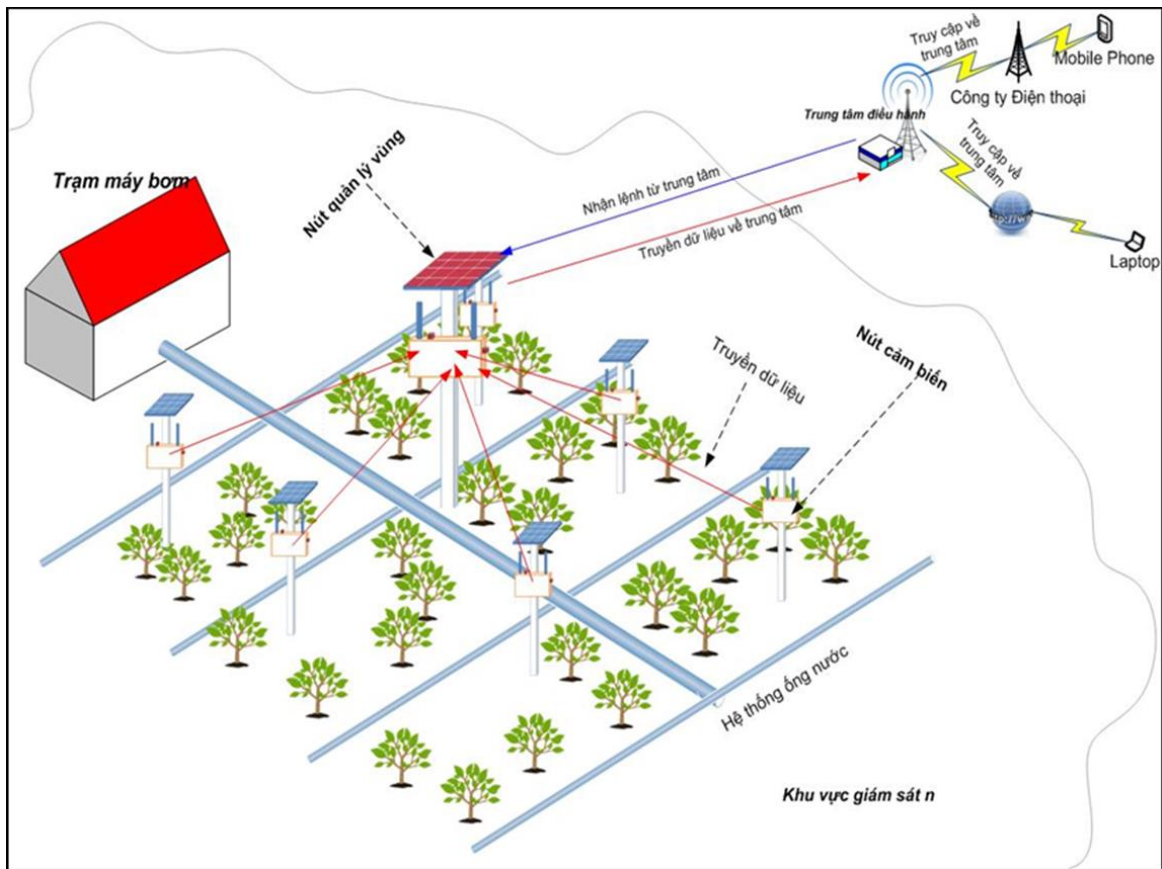 Truy cập về
trung tâm
Mobile Phone
Công ty Điện thoại
Trung tâm điều hành
Truy cập về
trung tâm
Laptop
Trạm máy bơm
Nút quản lý vùng
Nhận lệnh từ trung tâm
Truyền dữ liệu về trung tâm
Truyền dữ liệu
Nút cảm biến
Hệ thống ống nước
Khu vực giám sát n